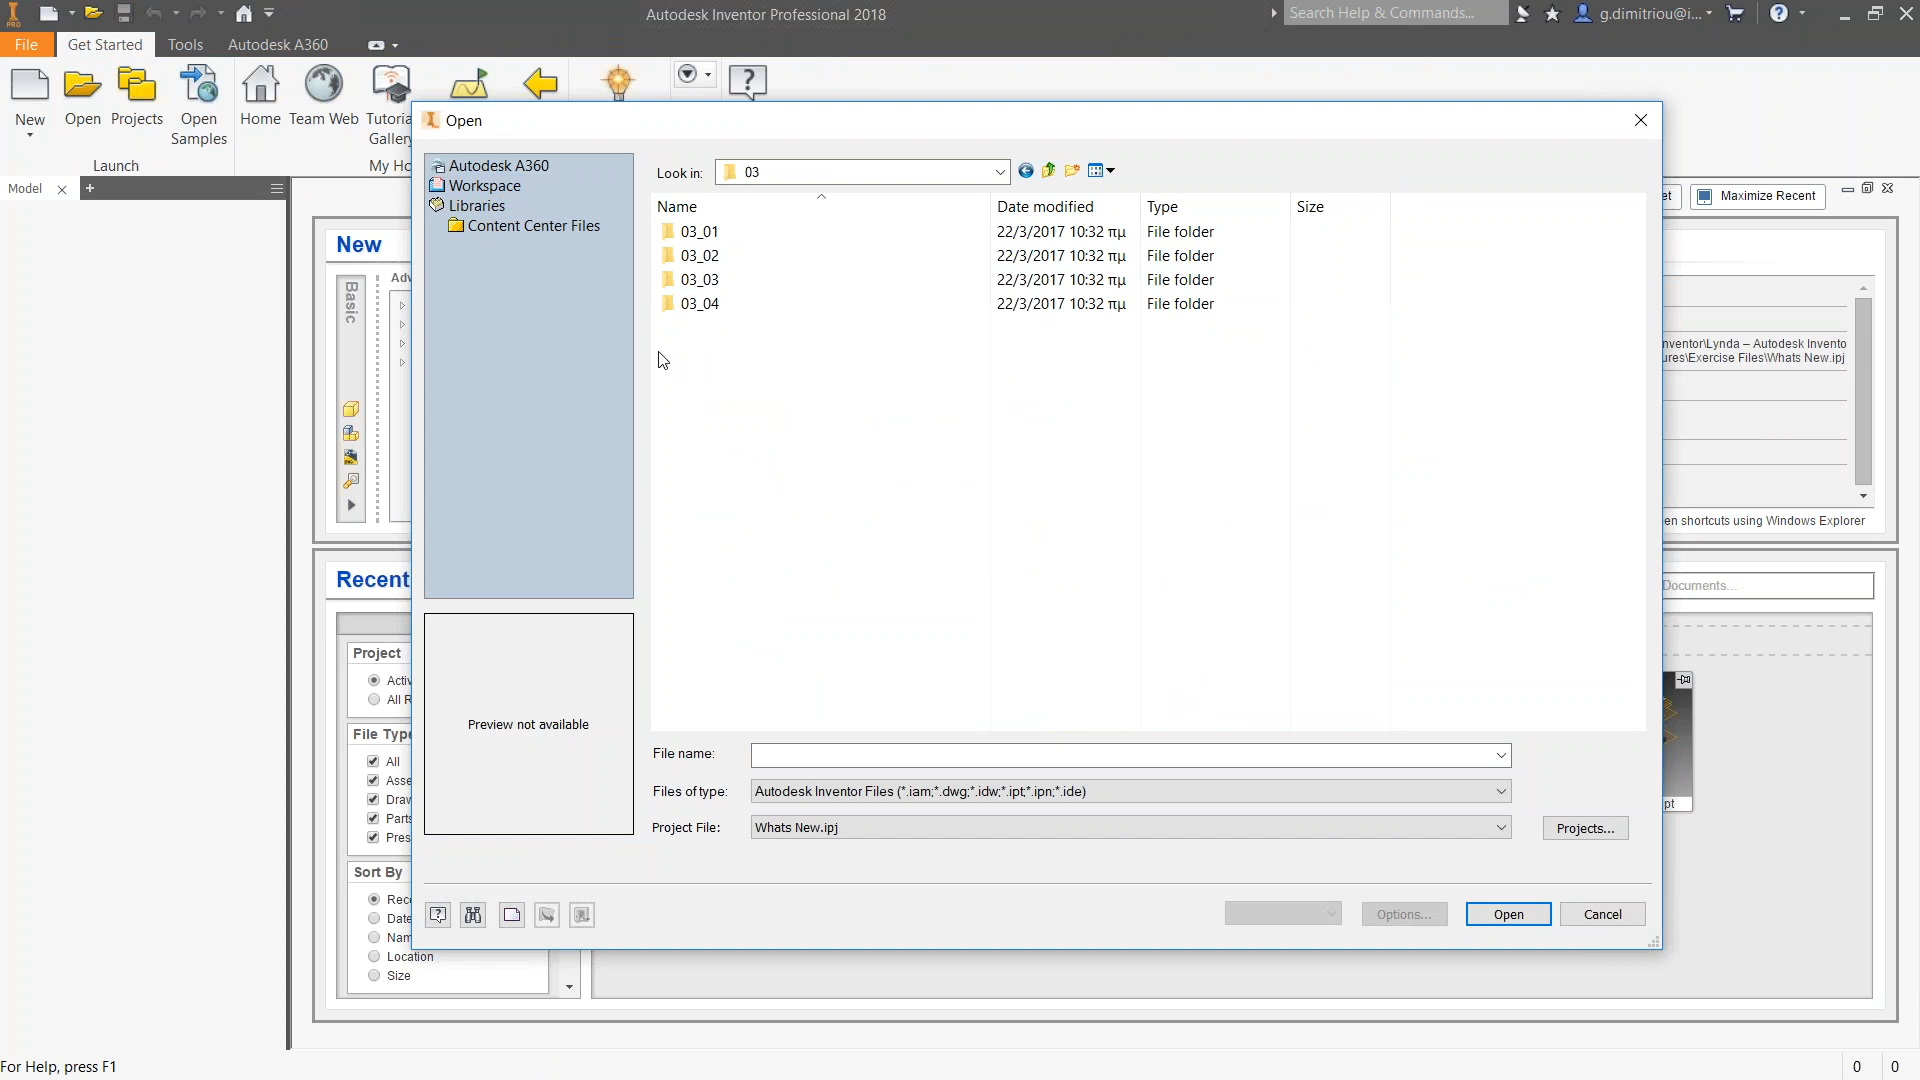 PRO
Autodesk Inventor Professional 2018
Search Help & Commands...
g.dimitriou@i...
File
Get Started
Tools
Autodesk A360
New
Open
Projects
Open
Samples
Home
Team Web
Tutoria
Gallery
Launch
My Ho
Model
Maximize Recent
New
Basic
Adv
nventor\Lynda – Autodesk Invento
ures\Exercise Files\Whats New.ipj
en shortcuts using Windows Explorer
Recent
Documents...
Project
Activ
All R
File Type
All
Asse
Draw
Parts
Pres
Sort By
Rece
Date
Nam
Location
Size
pt
Open
Autodesk A360
Workspace
Libraries
Content Center Files
Look in:
03
Name
Date modified
Type
Size
03_01
22/3/2017 10:32 πμ
File folder
03_02
22/3/2017 10:32 πμ
File folder
03_03
22/3/2017 10:32 πμ
File folder
03_04
22/3/2017 10:32 πμ
File folder
Preview not available
File name:
Files of type:
Autodesk Inventor Files (*.iam;*.dwg;*.idw;*.ipt;*.ipn;*.ide)
Project File:
Whats New.ipj
Projects...
Options...
Open
Cancel
For Help, press F1
0
0